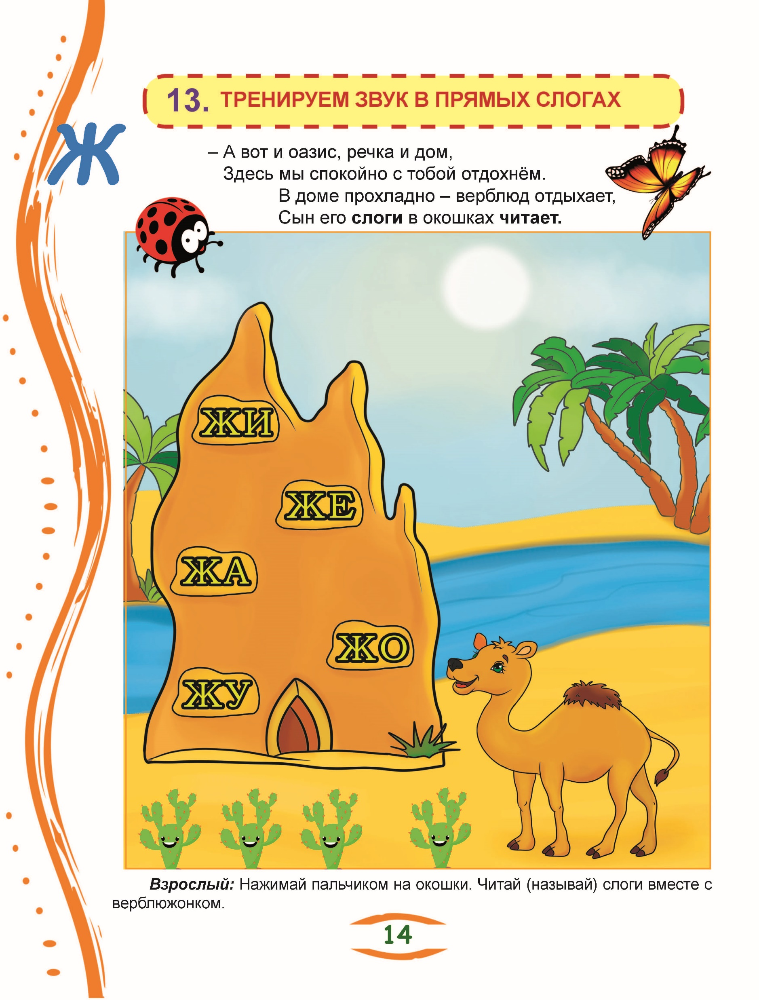 13. ТРЕНИРУЕМ ЗВУК В ПРЯМЫХ СЛОГАХ
Ж
– А вот и оазис, речка и дом,
Здесь мы спокойно с тобой отдохнём.
В доме прохладно – верблюд отдыхает,
Сын его слоги в окошках читает.
ЖИ
ЖЕ
ЖА
ЖО
ЖУ
Взрослый: Нажимай пальчиком на окошки. Читай (называй) слоги вместе с
верблюжонком.
14